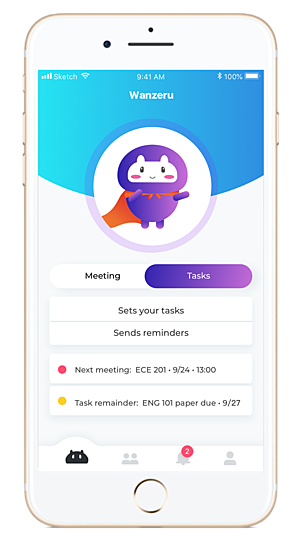 Sketch 9:41 AM 100%
Wanzeru
Meeting Tasks
Sets your tasks
Sends reminders
Next meeting: ECE 201 • 9/24 • 13:00
Task remainder: ENG 101 paper due • 9/27
2